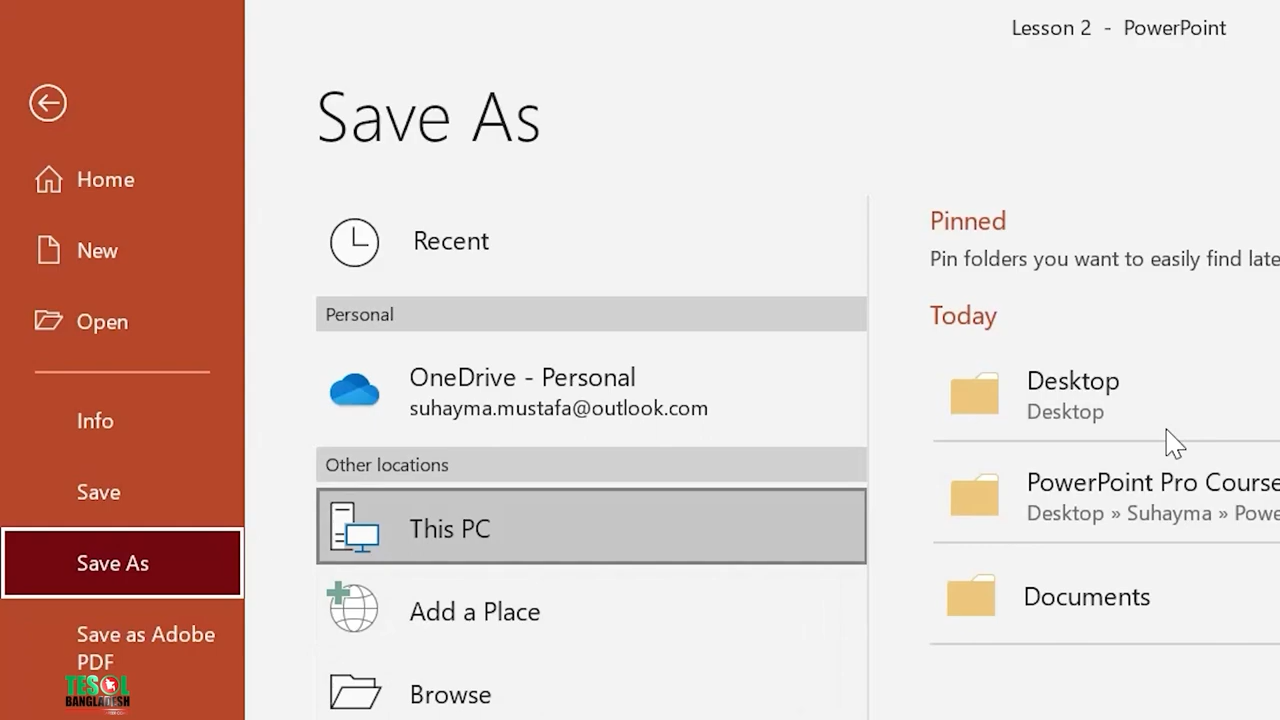 Lesson 2 - PowerPoint
Save As
Home
New
Open
Info
Save
Save As
Save as Adobe
PDF
TESOL
BANGLADESH
Recent
Personal
OneDrive - Personal
suhayma.mustafa@outlook.com
Other locations
This PC
Add a Place
Browse
Pinned
Pin folders you want to easily find late
Today
Desktop
Desktop
PowerPoint Pro Course
Desktop » Suhayma » Powe
Documents